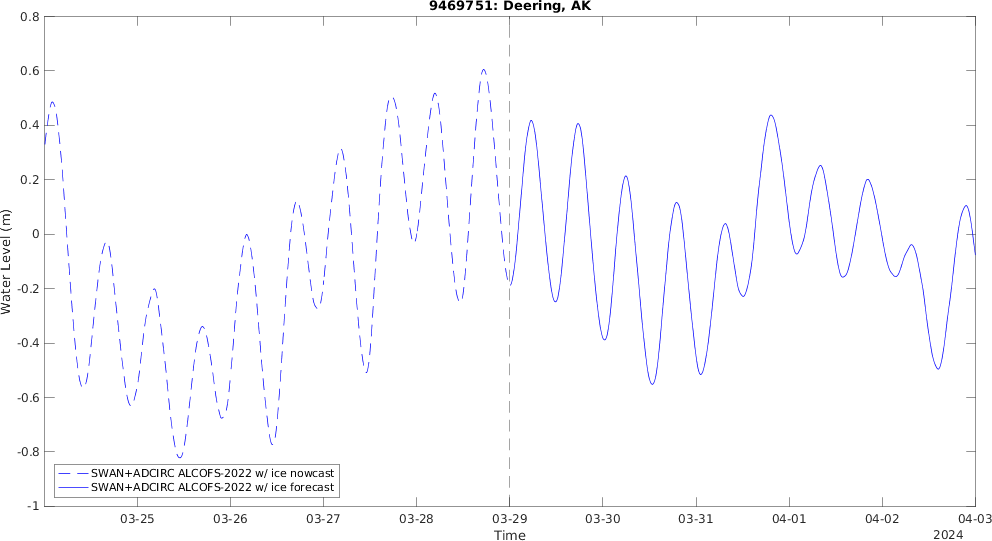 9469751: Deering, AK
0.8
0.6
0.4
0.2
0
-0.2
-0.4
-0.6
-0.8
-1
Water Level (m)
SWAN+ADCIRC ALCOFS-2022 w/ ice nowcast
SWAN+ADCIRC ALCOFS-2022 w/ ice forecast
03-25 03-26 03-27 03-28 03-29 03-30 03-31 04-01 04-02 04-03
Time
2024